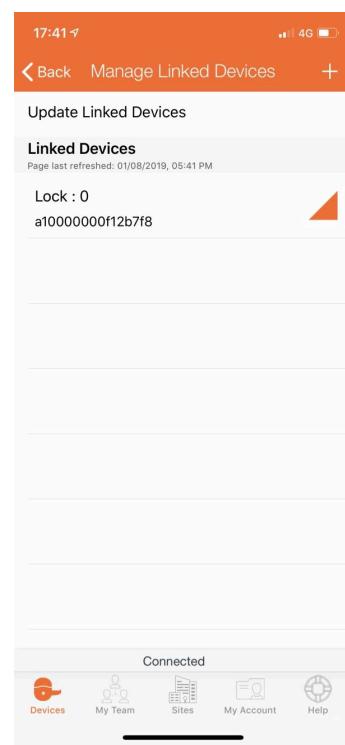 17:41 4G
Back Manage Linked Devices +
Update Linked Devices
Linked Devices
Page last refreshed: 01/08/2019, 05:41 PM
Lock : 0
a10000000f12b7f8
Connected
Devices My Team Sites My Account Help